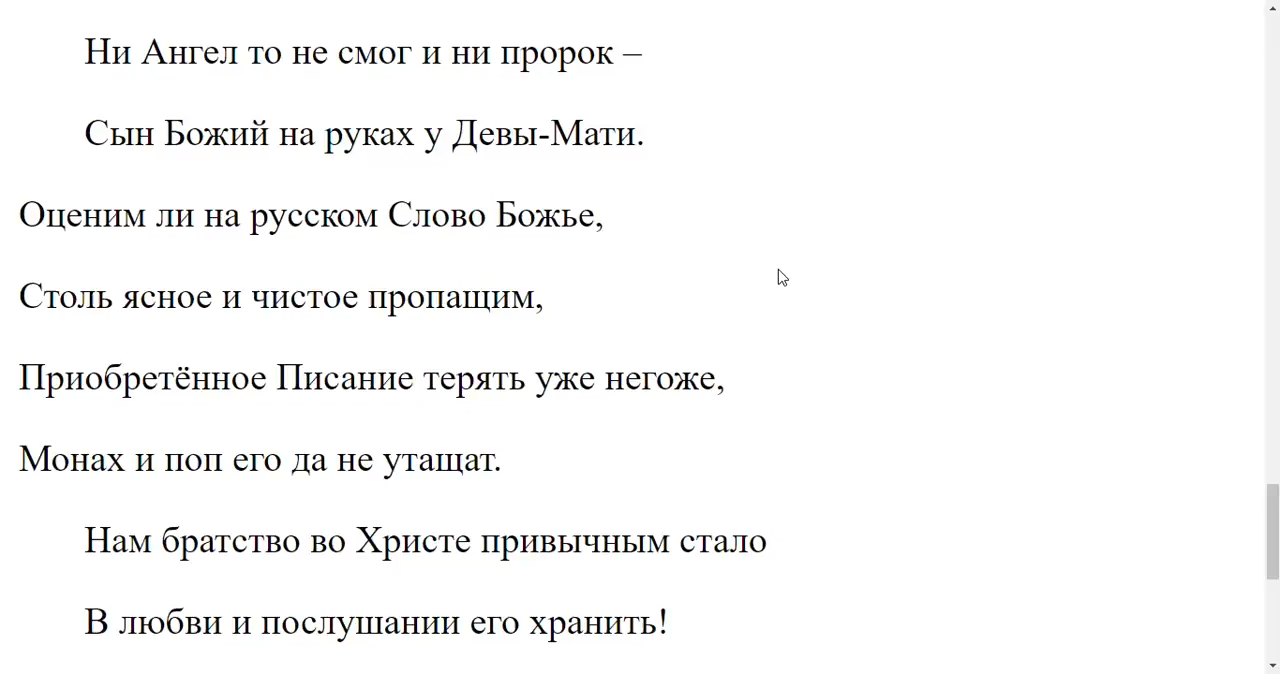 Ни Ангел то не смог и ни пророк –
Сын Божий на руках у Девы-Мати.
Оценим ли на русском Слово Божье,
Столь ясное и чистое пропащим,
Приобретённое Писание терять уже негоже,
Монах и поп его да не утащат.
Нам братство во Христе привычным стало
В любви и послушании его хранить!